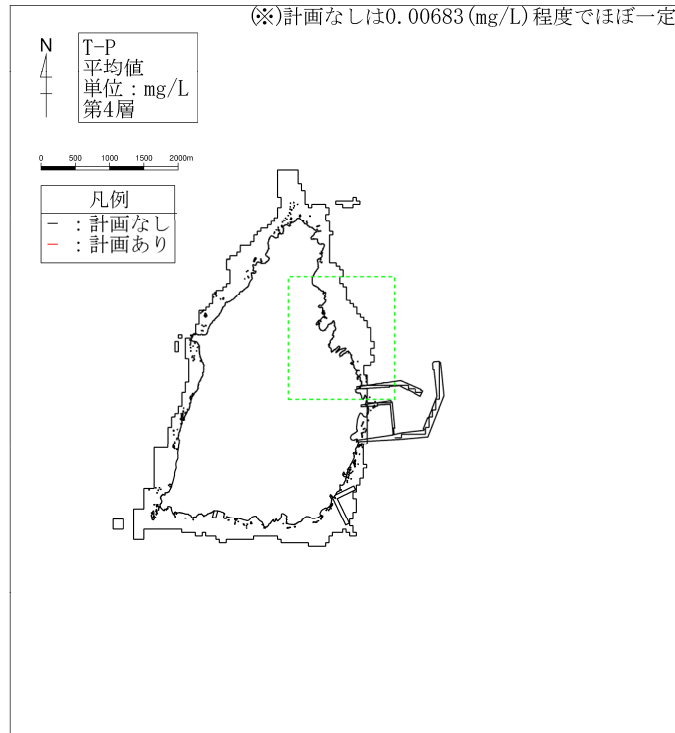 (※)計画なしは0.00683(mg/L)程度でほぼ一定
N
T-P
平均値
単位：mg/L
第4層
0 500 1000 1500 2000m
凡例
− ：計画なし
− ：計画あり